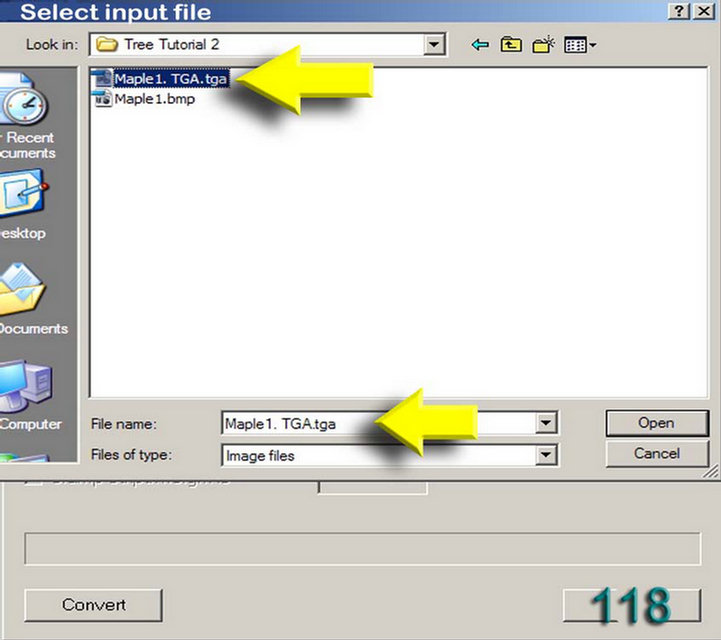 Select input file
Look in:
Tree Tutorial 2
Maple1. TGA.tga
Maple1.bmp
Recent
cuments
esktop
Documents
Computer
File name:
Maple1. TGA.tga
Open
Files of type:
Image files
Cancel
Convert
118